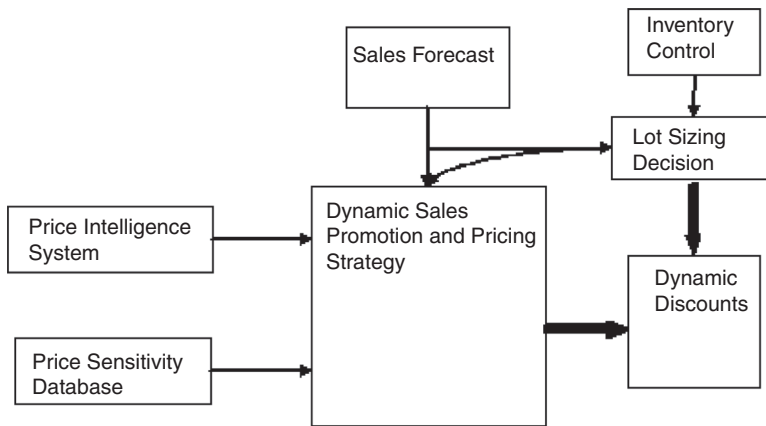 Sales Forecast
Inventory
Control
Lot Sizing
Decision
Price Intelligence
System
Dynamic Sales
Promotion and Pricing
Strategy
Dynamic
Discounts
Price Sensitivity
Database